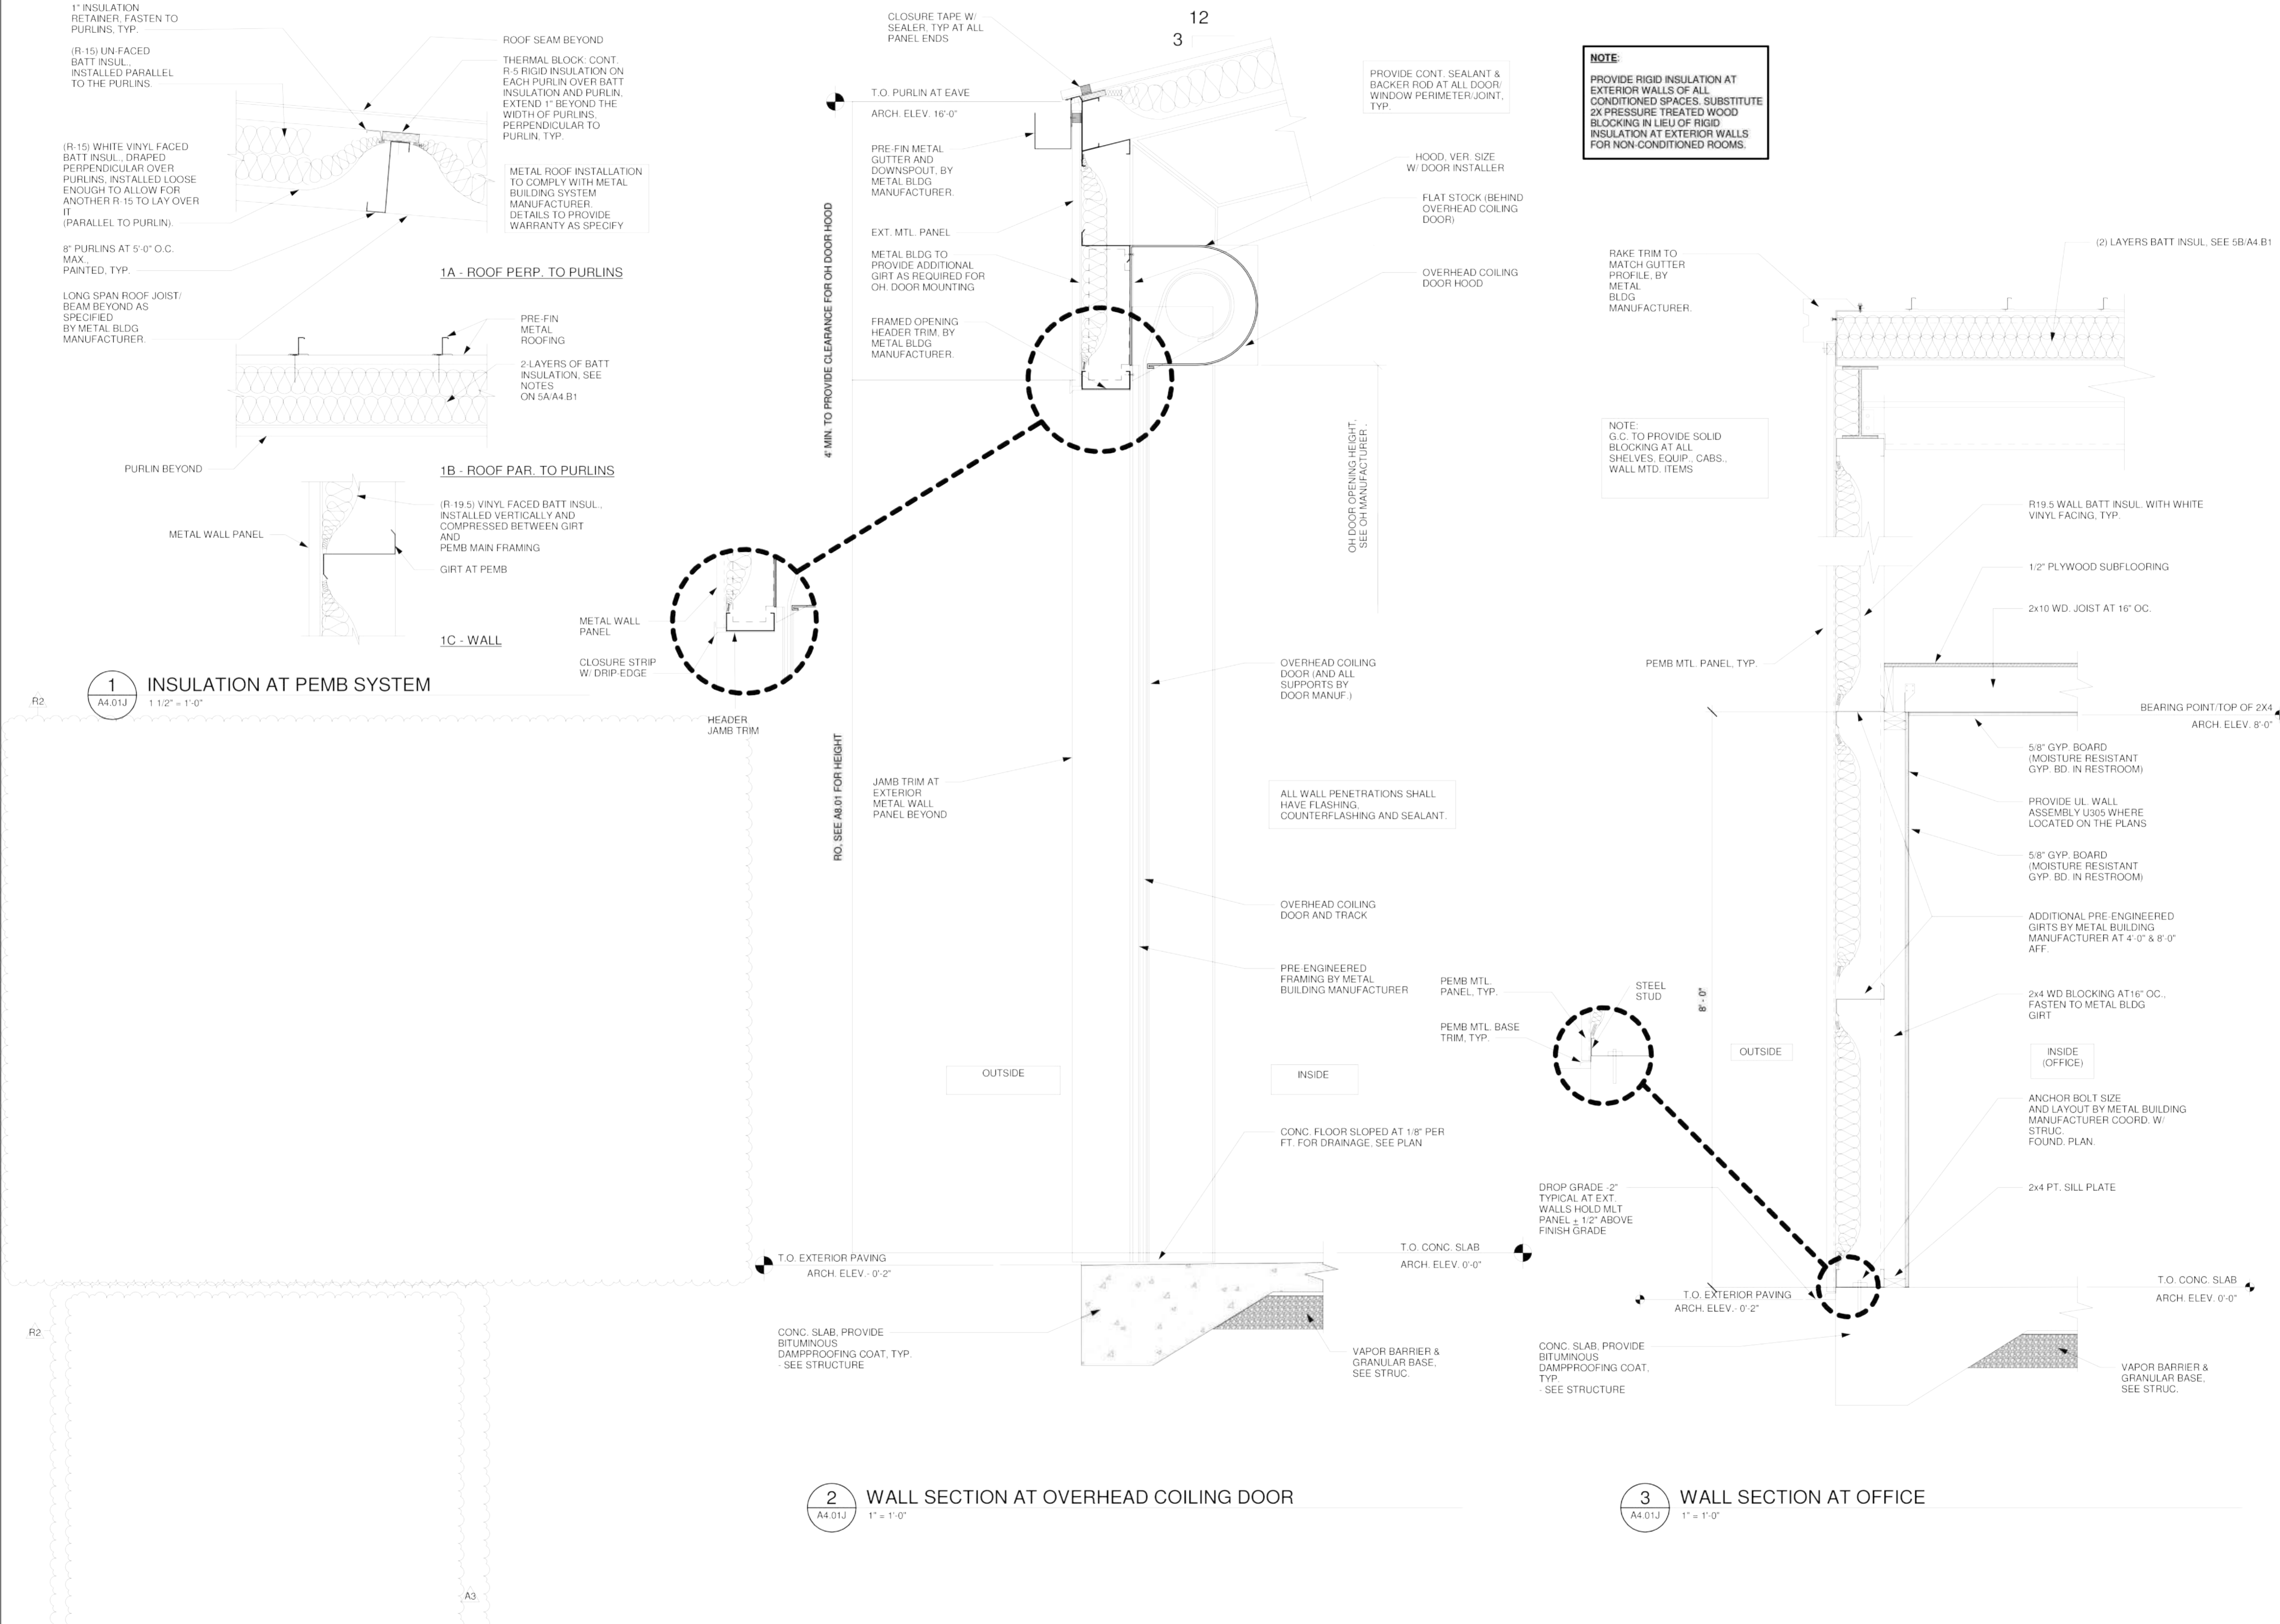 1" INSULATION
RETAINER, FASTEN TO
PURLINS, TYP.
(R-15) UN-FACED
BATT INSUL.,
INSTALLED PARALLEL
TO THE PURLINS.
(R-15) WHITE VINYL FACED
BATT INSUL., DRAPED
PERPENDICULAR OVER
PURLINS, INSTALLED LOOSE
ENOUGH TO ALLOW FOR
ANOTHER R-15 TO LAY OVER
IT
(PARALLEL TO PURLIN).
8" PURLINS AT 5'-0" O.C.
MAX.,
PAINTED, TYP.
LONG SPAN ROOF JOIST/
BEAM BEYOND AS
SPECIFIED
BY METAL BLDG
MANUFACTURER.
ROOF SEAM BEYOND
THERMAL BLOCK: CONT.
R-5 RIGID INSULATION ON
EACH PURLIN OVER BATT
INSULATION AND PURLIN,
EXTEND 1" BEYOND THE
WIDTH OF PURLINS,
PERPENDICULAR TO
PURLIN, TYP.
METAL ROOF INSTALLATION
TO COMPLY WITH METAL
BUILDING SYSTEM
MANUFACTURER.
DETAILS TO PROVIDE
WARRANTY AS SPECIFY
1A - ROOF PERP. TO PURLINS
PRE-FIN
METAL
ROOFING
2-LAYERS OF BATT
INSULATION, SEE
NOTES
ON 5A/A4.B1
PURLIN BEYOND
1B - ROOF PAR. TO PURLINS
METAL WALL PANEL
(R-19.5) VINYL FACED BATT INSUL.,
INSTALLED VERTICALLY AND
COMPRESSED BETWEEN GIRT
AND
PEMB MAIN FRAMING
GIRT AT PEMB
1C - WALL
1
A4.01J
INSULATION AT PEMB SYSTEM
1 1/2" = 1'-0"
R2
R2
A3
CLOSURE TAPE W/
SEALER, TYP AT ALL
PANEL ENDS
12
3
T.O. PURLIN AT EAVE
ARCH. ELEV. 16'-0"
PRE-FIN METAL
GUTTER AND
DOWNSPOUT, BY
METAL BLDG
MANUFACTURER.
EXT. MTL. PANEL
METAL BLDG TO
PROVIDE ADDITIONAL
GIRT AS REQUIRED FOR
OH. DOOR MOUNTING
FRAMED OPENING
HEADER TRIM, BY
METAL BLDG
MANUFACTURER.
4' MIN. TO PROVIDE CLEARANCE FOR OH DOOR HOOD
RO, SEE A8.01 FOR HEIGHT
PROVIDE CONT. SEALANT &
BACKER ROD AT ALL DOOR/
WINDOW PERIMETER/JOINT,
TYP.
HOOD, VER. SIZE
W/ DOOR INSTALLER
FLAT STOCK (BEHIND
OVERHEAD COILING
DOOR)
OVERHEAD COILING
DOOR HOOD
OH DOOR OPENING HEIGHT,
SEE OH MANUFACTURER .
METAL WALL
PANEL
CLOSURE STRIP
W/ DRIP-EDGE
HEADER
JAMB TRIM
OVERHEAD COILING
DOOR (AND ALL
SUPPORTS BY
DOOR MANUF.)
JAMB TRIM AT
EXTERIOR
METAL WALL
PANEL BEYOND
ALL WALL PENETRATIONS SHALL
HAVE FLASHING,
COUNTERFLASHING AND SEALANT.
OVERHEAD COILING
DOOR AND TRACK
PRE-ENGINEERED
FRAMING BY METAL
BUILDING MANUFACTURER
OUTSIDE
INSIDE
CONC. FLOOR SLOPED AT 1/8" PER
FT. FOR DRAINAGE, SEE PLAN
T.O. EXTERIOR PAVING
ARCH. ELEV.- 0'-2"
T.O. CONC. SLAB
ARCH. ELEV. 0'-0"
CONC. SLAB, PROVIDE
BITUMINOUS
DAMPPROOFING COAT, TYP.
- SEE STRUCTURE
VAPOR BARRIER &
GRANULAR BASE,
SEE STRUC.
2
A4.01J
WALL SECTION AT OVERHEAD COILING DOOR
1" = 1'-0"
NOTE:
PROVIDE RIGID INSULATION AT
EXTERIOR WALLS OF ALL
CONDITIONED SPACES. SUBSTITUTE
2X PRESSURE TREATED WOOD
BLOCKING IN LIEU OF RIGID
INSULATION AT EXTERIOR WALLS
FOR NON-CONDITIONED ROOMS.
RAKE TRIM TO
MATCH GUTTER
PROFILE, BY
METAL
BLDG
MANUFACTURER.
(2) LAYERS BATT INSUL, SEE 5B/A4.B1
NOTE:
G.C. TO PROVIDE SOLID
BLOCKING AT ALL
SHELVES, EQUIP., CABS.,
WALL MTD. ITEMS
R19.5 WALL BATT INSUL. WITH WHITE
VINYL FACING, TYP.
1/2" PLYWOOD SUBFLOORING
2x10 WD. JOIST AT 16" OC.
PEMB MTL. PANEL, TYP.
BEARING POINT/TOP OF 2X4
ARCH. ELEV. 8'-0"
5/8" GYP. BOARD
(MOISTURE RESISTANT
GYP. BD. IN RESTROOM)
PROVIDE UL. WALL
ASSEMBLY U305 WHERE
LOCATED ON THE PLANS
5/8" GYP. BOARD
(MOISTURE RESISTANT
GYP. BD. IN RESTROOM)
ADDITIONAL PRE-ENGINEERED
GIRTS BY METAL BUILDING
MANUFACTURER AT 4'-0" & 8'-0"
AFF.
PEMB MTL.
PANEL, TYP.
STEEL
STUD
PEMB MTL. BASE
TRIM, TYP.
8' - 0"
2x4 WD BLOCKING AT16" OC.,
FASTEN TO METAL BLDG
GIRT
OUTSIDE
INSIDE
(OFFICE)
ANCHOR BOLT SIZE
AND LAYOUT BY METAL BUILDING
MANUFACTURER COORD. W/
STRUC.
FOUND. PLAN.
DROP GRADE -2"
TYPICAL AT EXT.
WALLS HOLD MLT
PANEL ± 1/2" ABOVE
FINISH GRADE
2x4 PT. SILL PLATE
T.O. EXTERIOR PAVING
ARCH. ELEV.- 0'-2"
T.O. CONC. SLAB
ARCH. ELEV. 0'-0"
CONC. SLAB, PROVIDE
BITUMINOUS
DAMPPROOFING COAT,
TYP.
- SEE STRUCTURE
VAPOR BARRIER &
GRANULAR BASE,
SEE STRUC.
3
A4.01J
WALL SECTION AT OFFICE
1" = 1'-0"